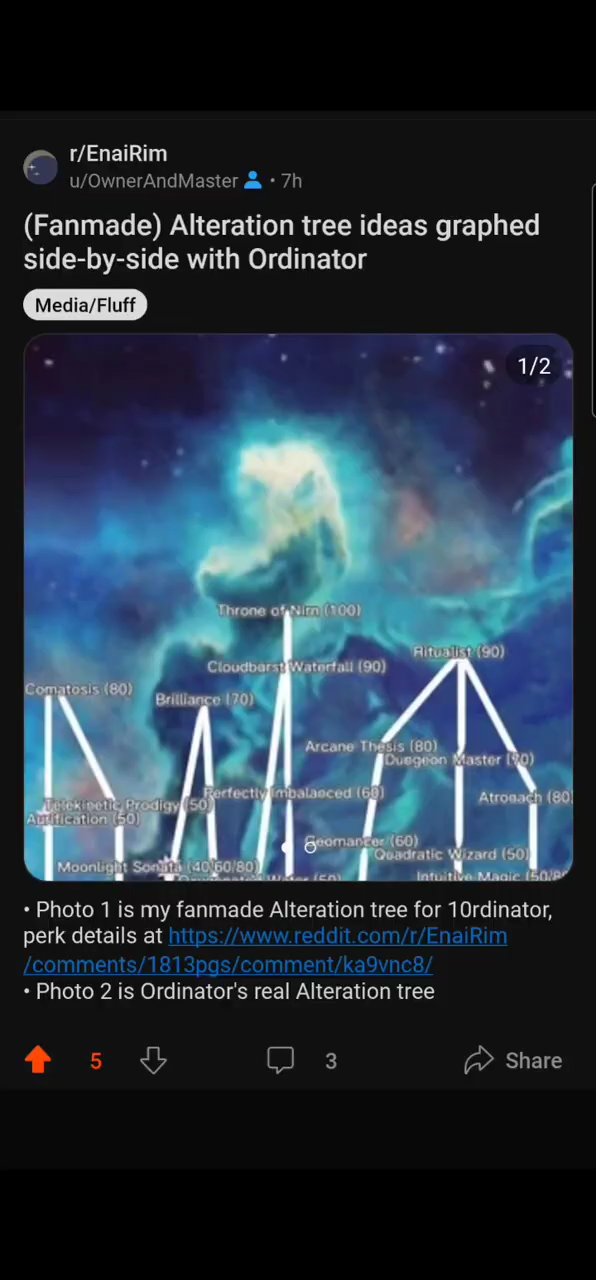 r/EnaiRim
u/OwnerAndMaster • 7h
(Fanmade) Alteration tree ideas graphed
side-by-side with Ordinator
Media/Fluff
1/2
Throne of Nirn (100)
Ritualist (90)
Cloudburst Waterfall (90)
Comatosis (80)
Brilliance (70)
Arcane Thesis (80)
Dungeon Master (70)
Perfectly Imbalanced (60)
Atronach (80)
Telekinetic Prodigy (50)
Aurification (50)
Geomancer (60)
Quadratic Wizard (50)
Moonlight Sonata (40/60/80)
Intuitive Magic (50/80
• Photo 1 is my fanmade Alteration tree for 10rdinator,
perk details at https://www.reddit.com/r/EnaiRim
/comments/1813pgs/comment/ka9vnc8/
• Photo 2 is Ordinator's real Alteration tree
5
3
Share